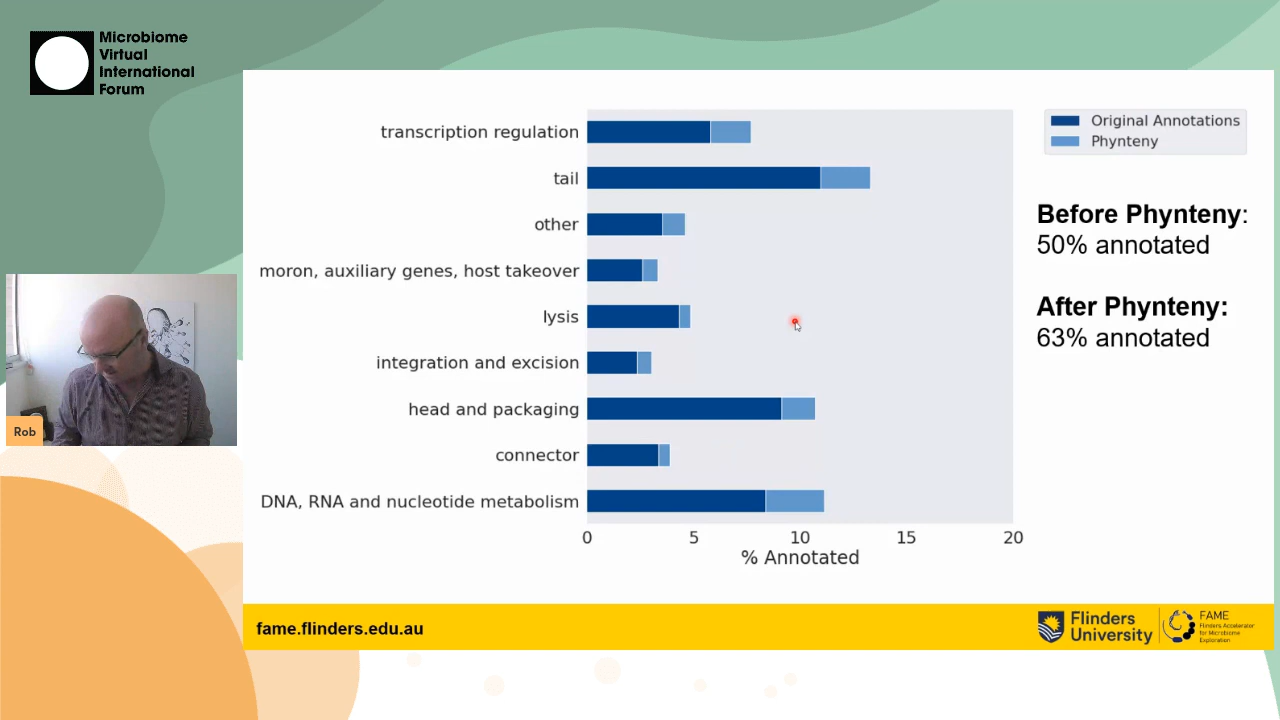 Microbiome
Virtual
International
Forum
transcription regulation
tail
other
moron, auxiliary genes, host takeover
lysis
integration and excision
head and packaging
connector
DNA, RNA and nucleotide metabolism
0 5 10 15 20
% Annotated
Original Annotations
Phynteny
Before Phynteny:
50% annotated
After Phynteny:
63% annotated
Rob
fame.flinders.edu.au
Flinders
University
FAME
Flinders Accelerator
for Microbiome
Exploration